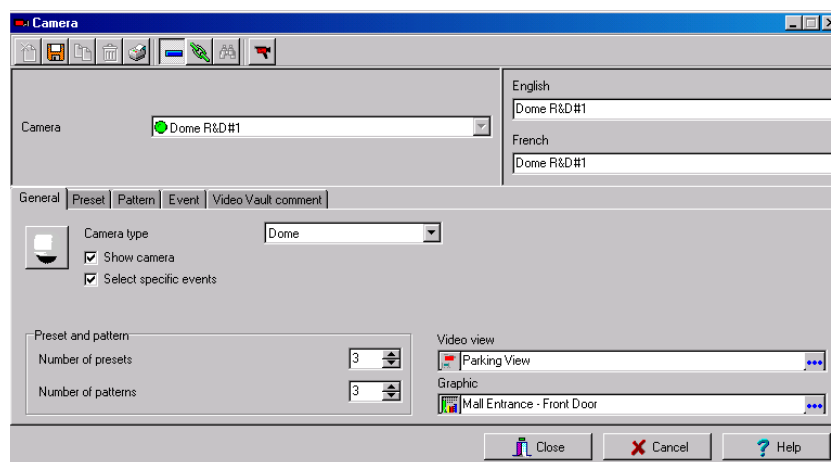 Camera
English
Dome R&D#1
Camera
Dome R&D#1
French
Dome R&D#1
General Preset Pattern Event Video Vault comment
Camera type Dome
Show camera
Select specific events
Preset and pattern
Number of presets 3
Number of patterns 3
Video view
Parking View
Graphic
Mall Entrance - Front Door
Close Cancel Help